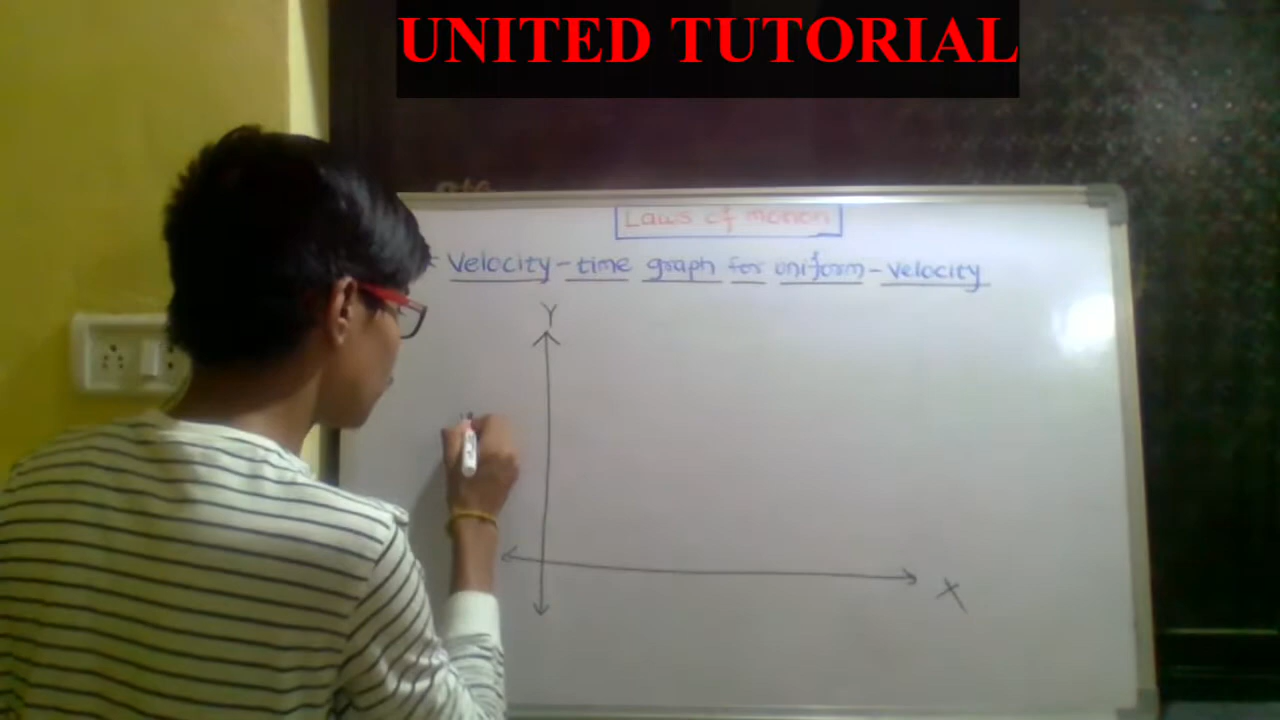 UNITED TUTORIAL
Laws of motion
* Velocity-time graph for uniform-velocity
Y
X